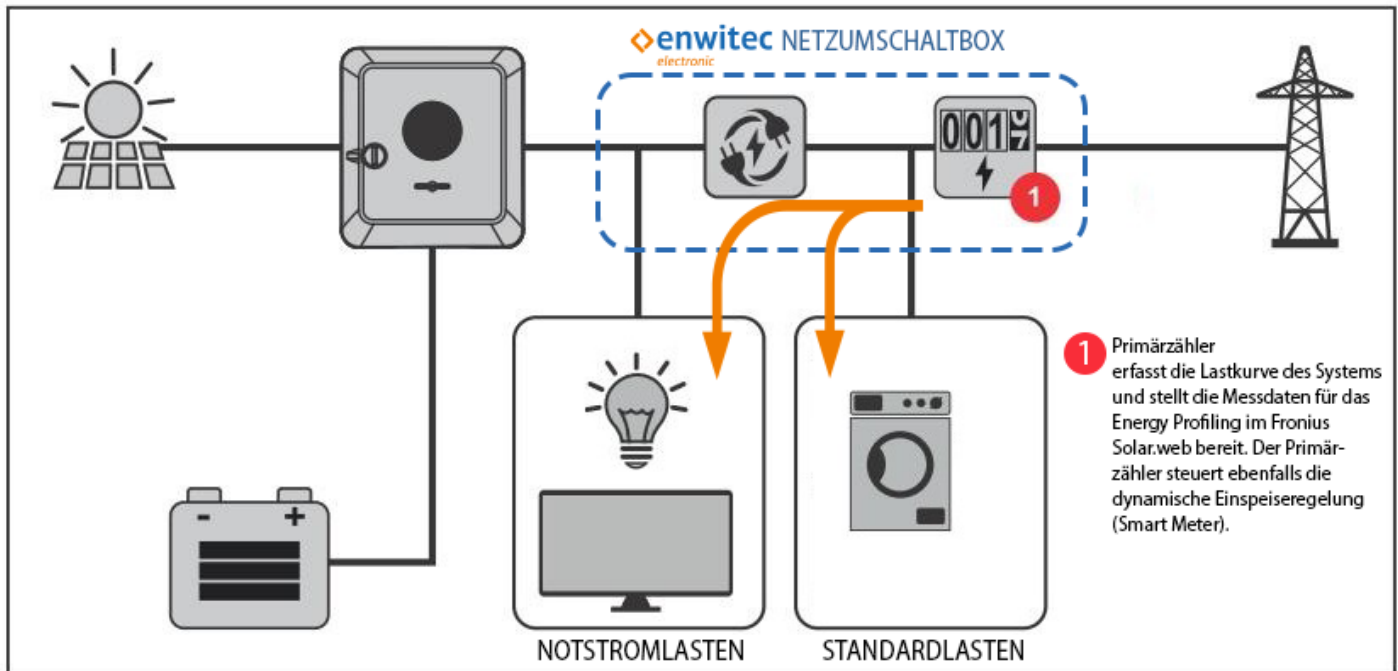 enwitec NETZUMSCHALTBOX
electronic
001
1
- +
1 Primärzähler
erfasst die Lastkurve des Systems
und stellt die Messdaten für das
Energy Profiling im Fronius
Solar.web bereit. Der Primär-
zähler steuert ebenfalls die
dynamische Einspeiseregelung
(Smart Meter).
NOTSTROMLASTEN STANDARDLASTEN